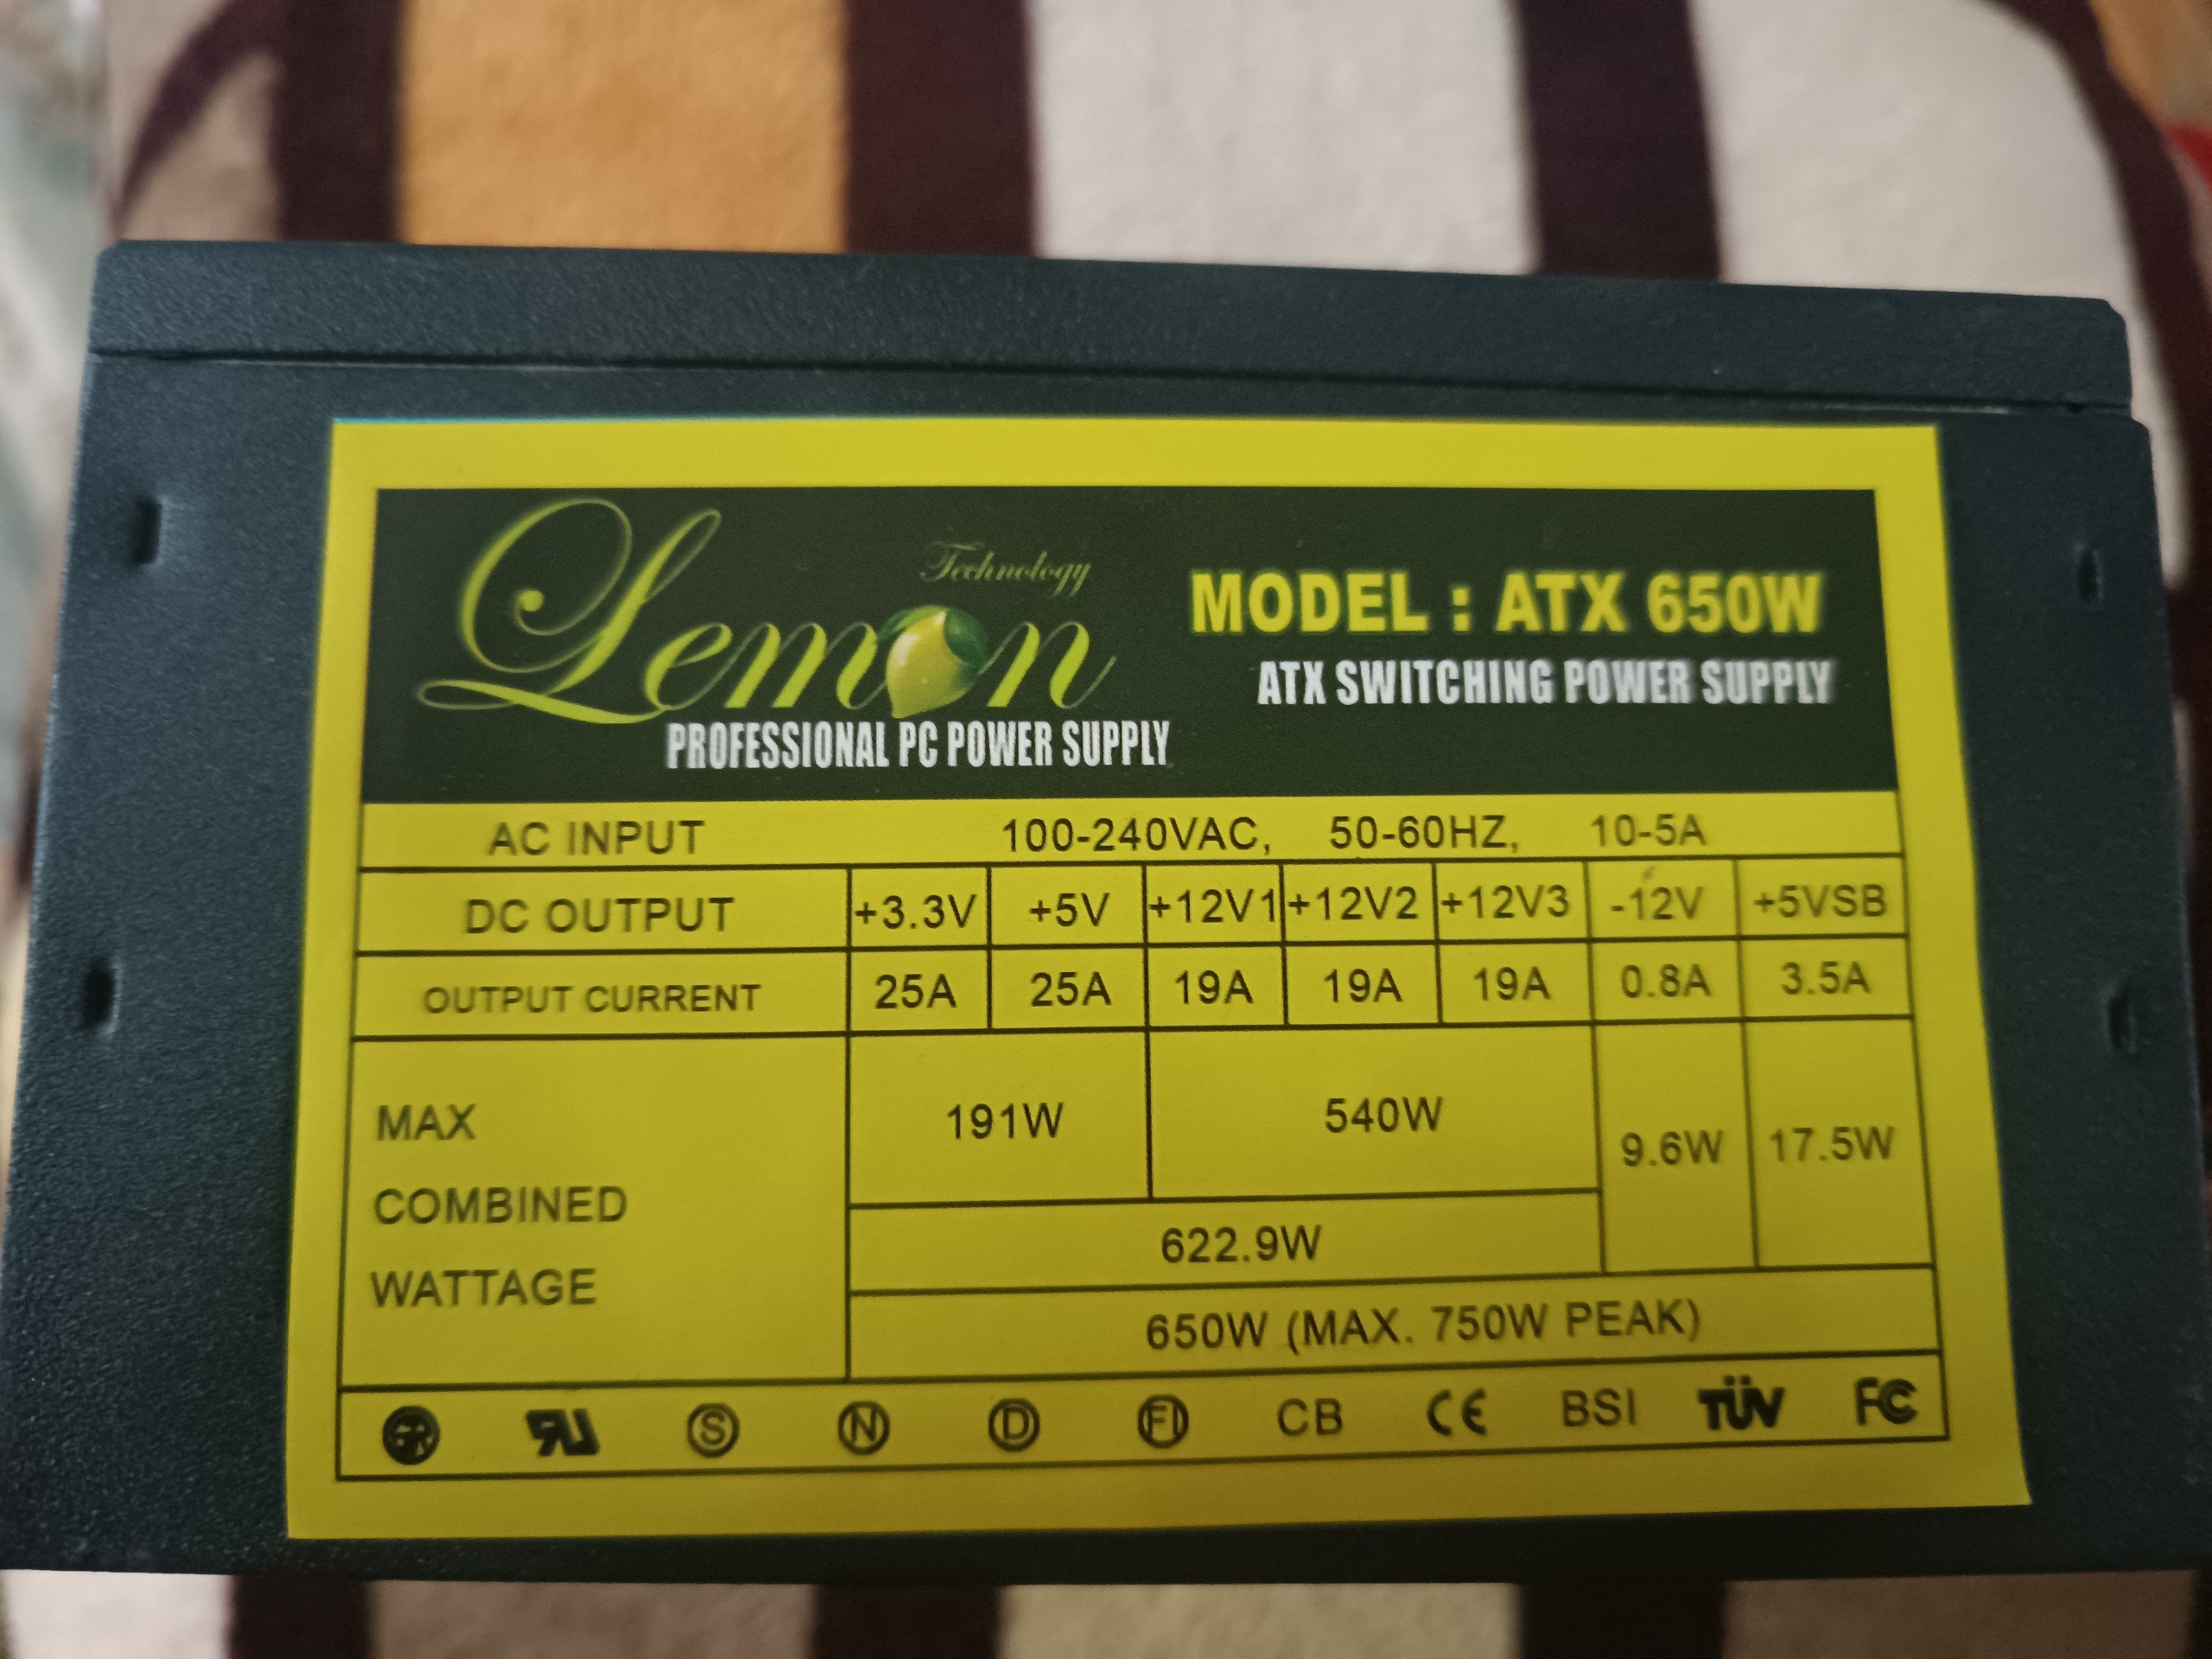 Technology
Lemon
PROFESSIONAL PC POWER SUPPLY
MODEL : ATX 650W
ATX SWITCHING POWER SUPPLY
AC INPUT 100-240VAC, 50-60HZ, 10-5A
DC OUTPUT +3.3V +5V +12V1 +12V2 +12V3 -12V +5VSB
OUTPUT CURRENT 25A 25A 19A 19A 19A 0.8A 3.5A
MAX COMBINED WATTAGE
191W 540W 9.6W 17.5W
622.9W
650W (MAX. 750W PEAK)
S N D FI CB CE BSI TÜV FC